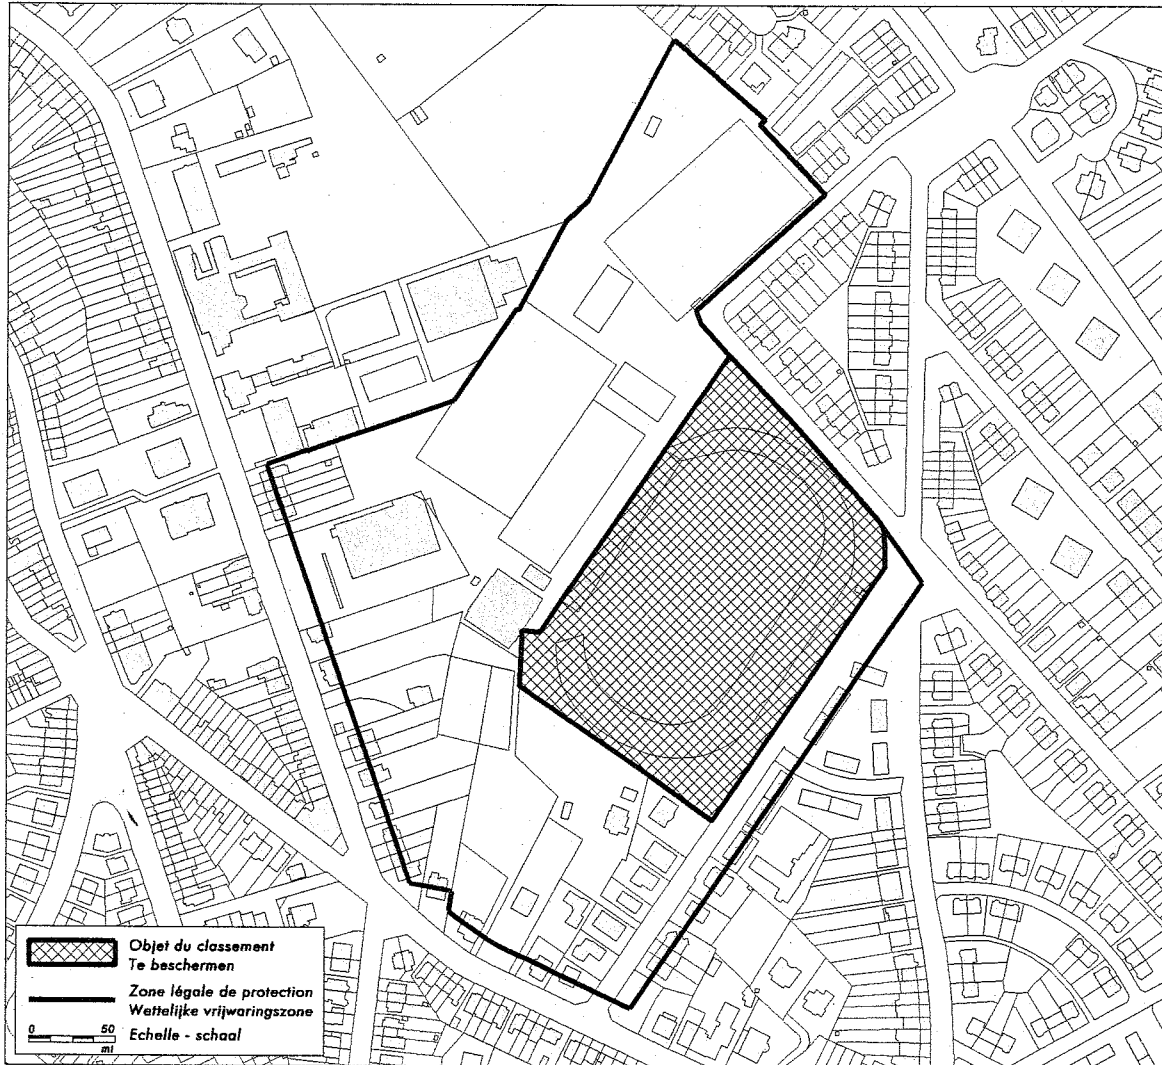 Objet du classement
Te beschermen
Zone légale de protection
Wettelijke vrijwaringszone
0 50
Echelle - schaal